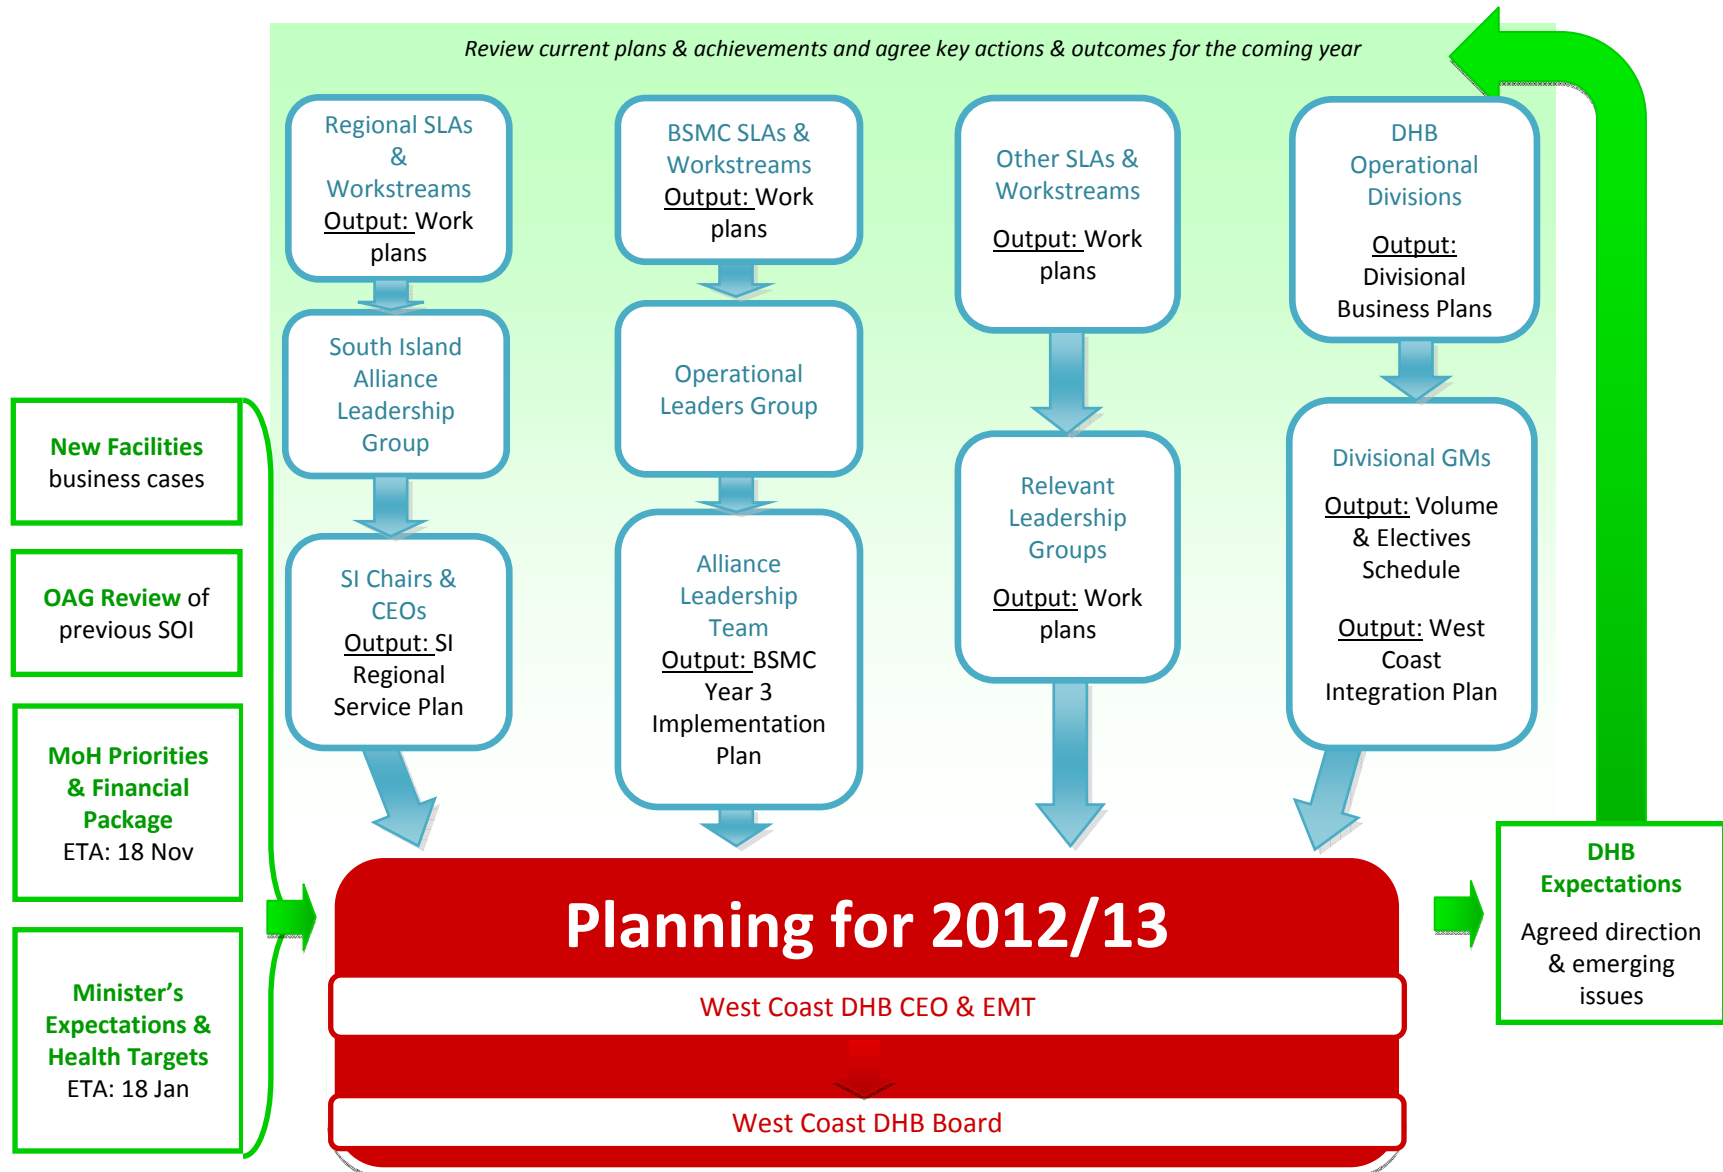 Review current plans & achievements and agree key actions & outcomes for the coming year
Regional SLAs
&
Workstreams
Output: Work
plans
South Island
Alliance
Leadership
Group
SI Chairs &
CEOs
Output: SI
Regional
Service Plan
BSMC SLAs &
Workstreams
Output: Work
plans
Operational
Leaders Group
Alliance
Leadership
Team
Output: BSMC
Year 3
Implementation
Plan
Other SLAs &
Workstreams
Output: Work
plans
Relevant
Leadership
Groups
Output: Work
plans
DHB
Operational
Divisions
Output:
Divisional
Business Plans
Divisional GMs
Output: Volume
& Electives
Schedule
Output: West
Coast
Integration Plan
New Facilities
business cases
OAG Review of
previous SOI
MoH Priorities
& Financial
Package
ETA: 18 Nov
Minister’s
Expectations &
Health Targets
ETA: 18 Jan
Planning for 2012/13
West Coast DHB CEO & EMT
West Coast DHB Board
DHB
Expectations
Agreed direction
& emerging
issues